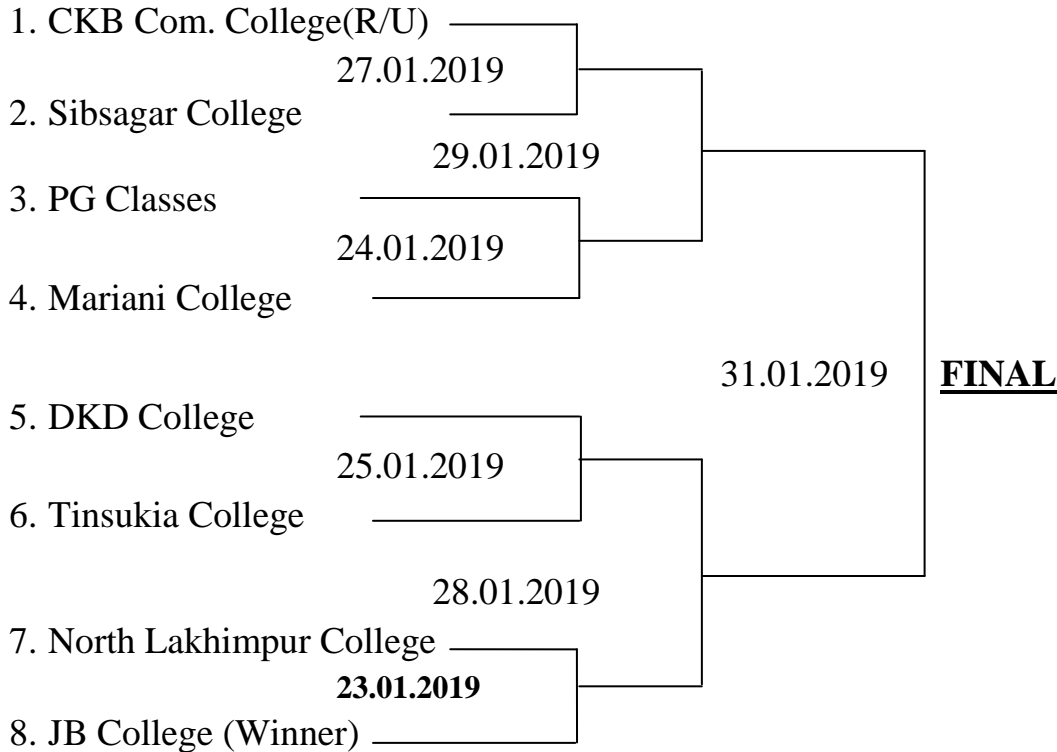 1. CKB Com. College(R/U)
27.01.2019
2. Sibsagar College
29.01.2019
3. PG Classes
24.01.2019
4. Mariani College
31.01.2019 FINAL
5. DKD College
25.01.2019
6. Tinsukia College
28.01.2019
7. North Lakhimpur College
23.01.2019
8. JB College (Winner)